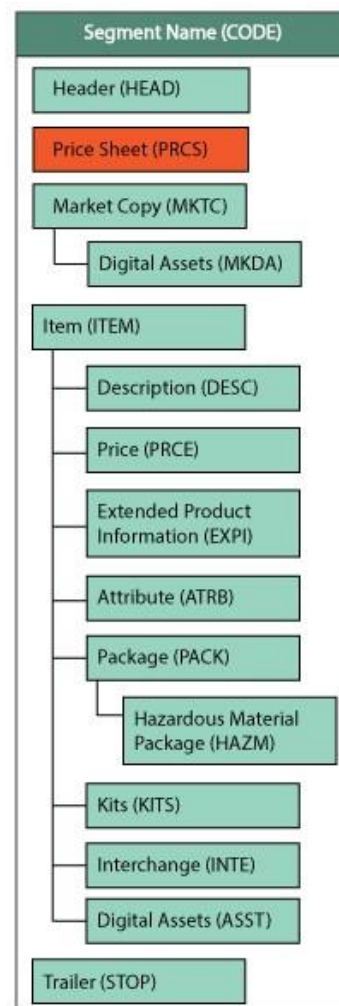 Segment Name (CODE)
Header (HEAD)
Price Sheet (PRCS)
Market Copy (MKTC)
Digital Assets (MKDA)
Item (ITEM)
Description (DESC)
Price (PRCE)
Extended Product
Information (EXPI)
Attribute (ATRB)
Package (PACK)
Hazardous Material
Package (HAZM)
Kits (KITS)
Interchange (INTE)
Digital Assets (ASST)
Trailer (STOP)